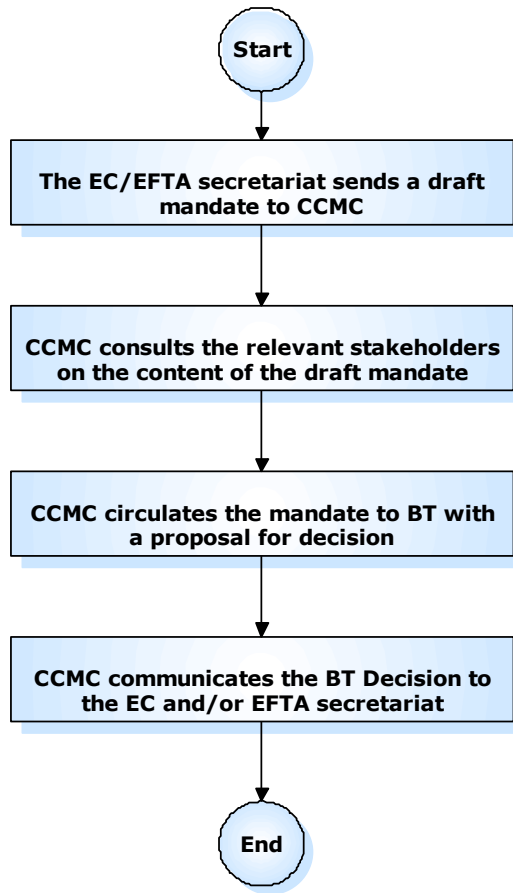 Start
The EC/EFTA secretariat sends a draft
mandate to CCMC
CCMC consults the relevant stakeholders
on the content of the draft mandate
CCMC circulates the mandate to BT with
a proposal for decision
CCMC communicates the BT Decision to
the EC and/or EFTA secretariat
End